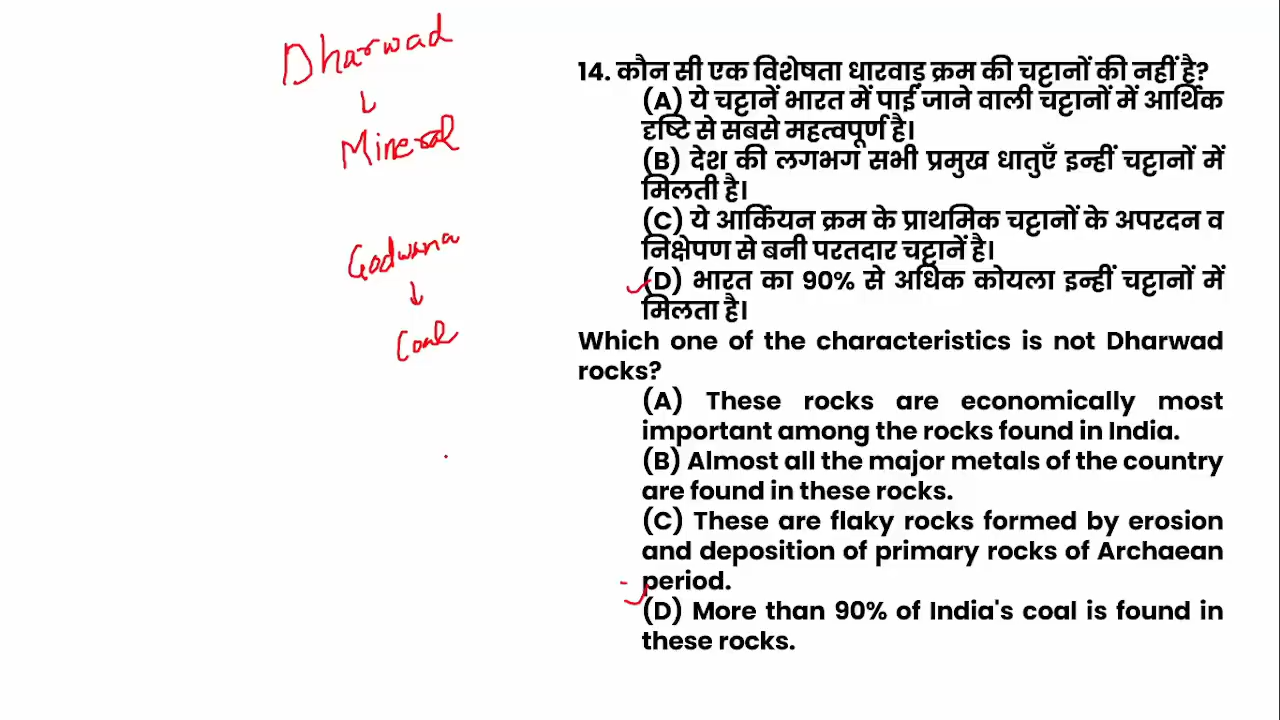 Dharwad
↓
Mineral
Godwana
↓
Coal
14. कौन सी एक विशेषता धारवाड़ क्रम की चट्टानों की नहीं है?
(A) ये चट्टानें भारत में पाई जाने वाली चट्टानों में आर्थिक
दृष्टि से सबसे महत्वपूर्ण है।
(B) देश की लगभग सभी प्रमुख धातुएँ इन्हीं चट्टानों में
मिलती है।
(C) ये आर्कियन क्रम के प्राथमिक चट्टानों के अपरदन व
निक्षेपण से बनी परतदार चट्टानें है।
(D) भारत का 90% से अधिक कोयला इन्हीं चट्टानों में
मिलता है।
Which one of the characteristics is not Dharwad
rocks?
(A) These rocks are economically most
important among the rocks found in India.
(B) Almost all the major metals of the country
are found in these rocks.
(C) These are flaky rocks formed by erosion
and deposition of primary rocks of Archaean
period.
(D) More than 90% of India's coal is found in
these rocks.